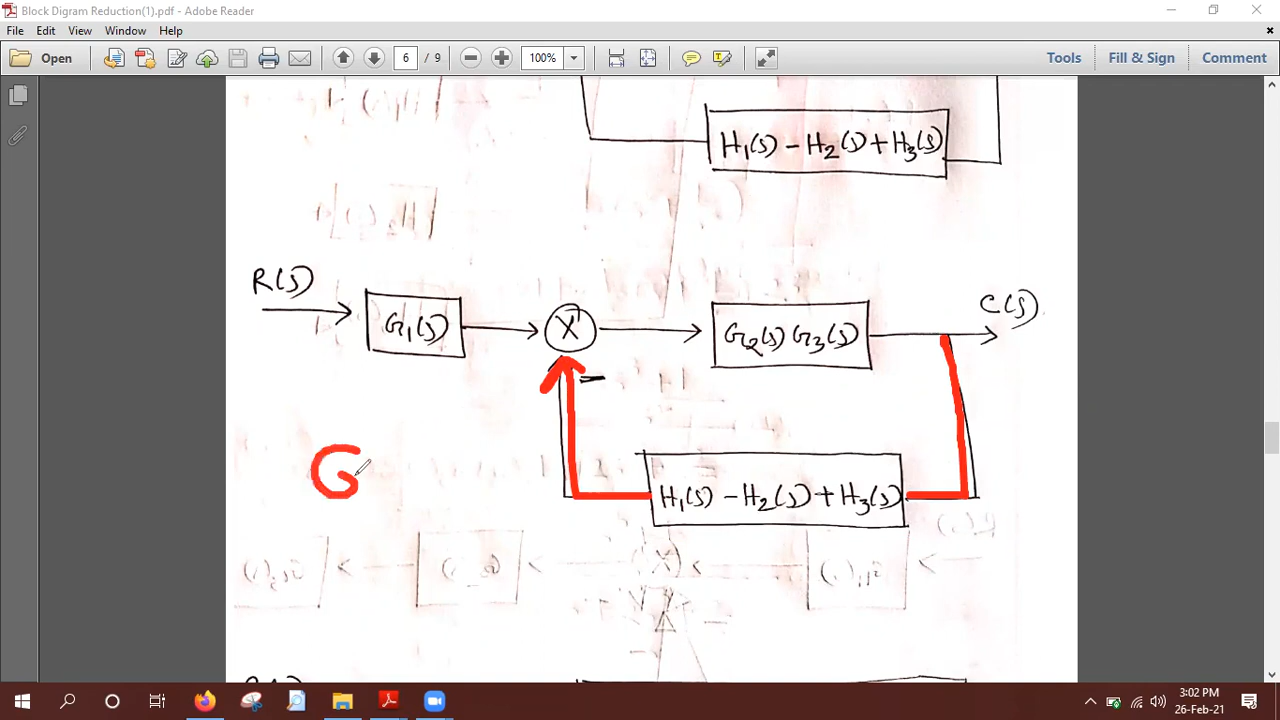 Block Digram Reduction(1).pdf - Adobe Reader
File Edit View Window Help
Open 6 / 9 100% Tools Fill & Sign Comment
H₁(s) - H₂(s) + H₃(s)
R(s)
C(s)
G₁(s) X G₂(s) G₃(s)
-
G
H₁(s) - H₂(s) + H₃(s)
3:02 PM
26-Feb-21